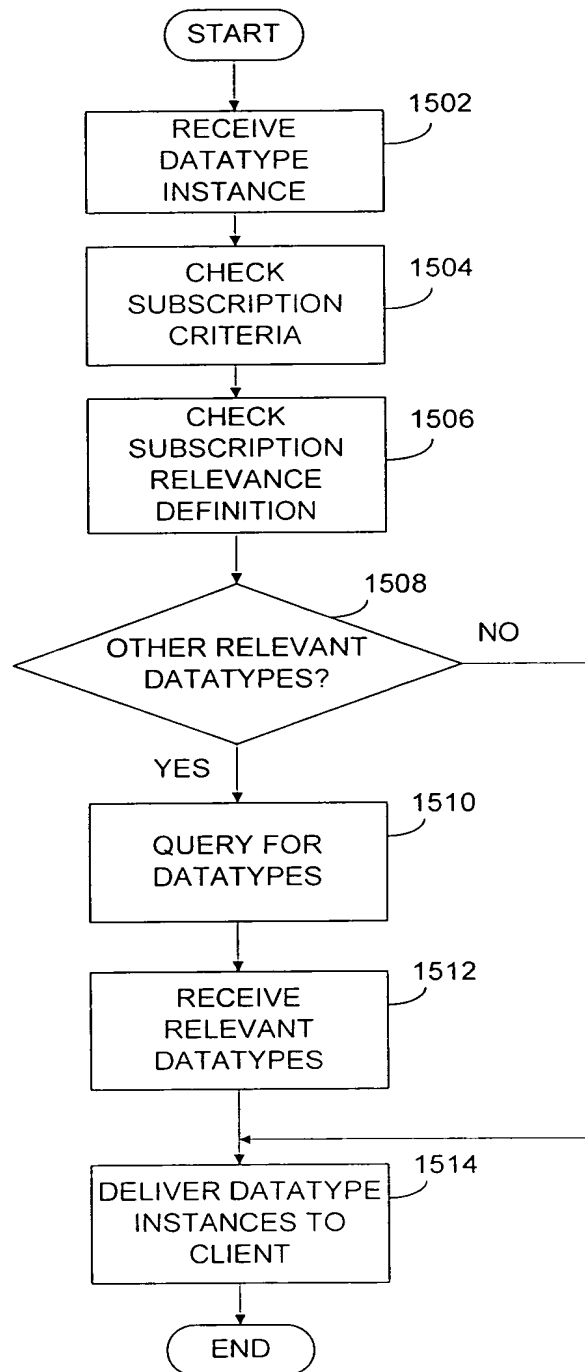 START
1502
RECEIVE
DATATYPE
INSTANCE
1504
CHECK
SUBSCRIPTION
CRITERIA
1506
CHECK
SUBSCRIPTION
RELEVANCE
DEFINITION
1508
OTHER RELEVANT
DATATYPES?
NO
YES
1510
QUERY FOR
DATATYPES
1512
RECEIVE
RELEVANT
DATATYPES
1514
DELIVER DATATYPE
INSTANCES TO
CLIENT
END